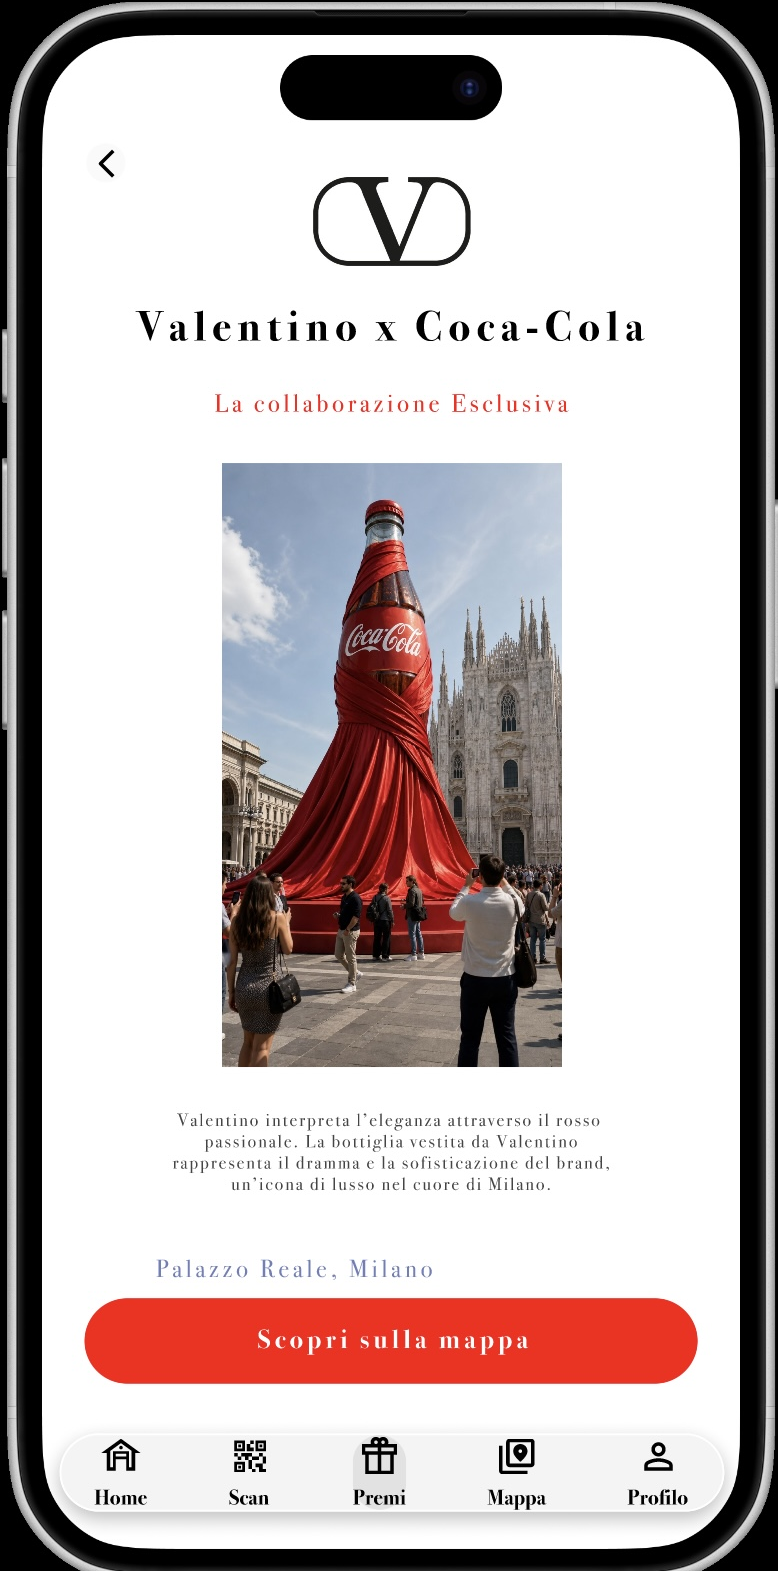 V
Valentino x Coca-Cola
La collaborazione Esclusiva
Coca-Cola
Valentino interpreta l’eleganza attraverso il rosso
passionale. La bottiglia vestita da Valentino
rappresenta il dramma e la sofisticazione del brand,
un’icona di lusso nel cuore di Milano.
Palazzo Reale, Milano
Scopri sulla mappa
Home Scan Premi Mappa Profilo